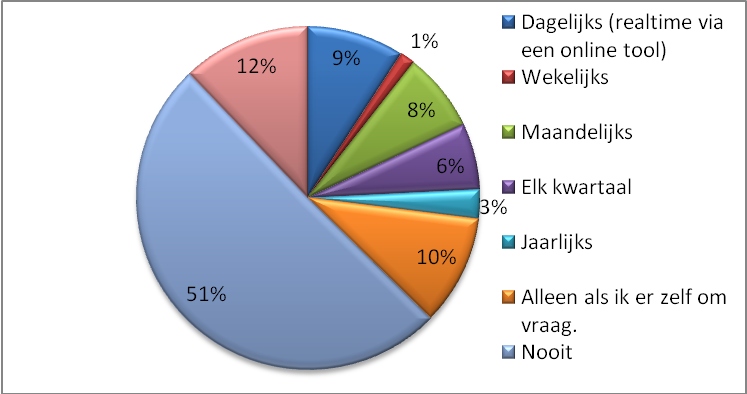 Dagelijks (realtime via
een online tool)
Wekelijks
Maandelijks
Elk kwartaal
Jaarlijks
Alleen als ik er zelf om
vraag.
Nooit
9%
1%
8%
6%
3%
10%
51%
12%